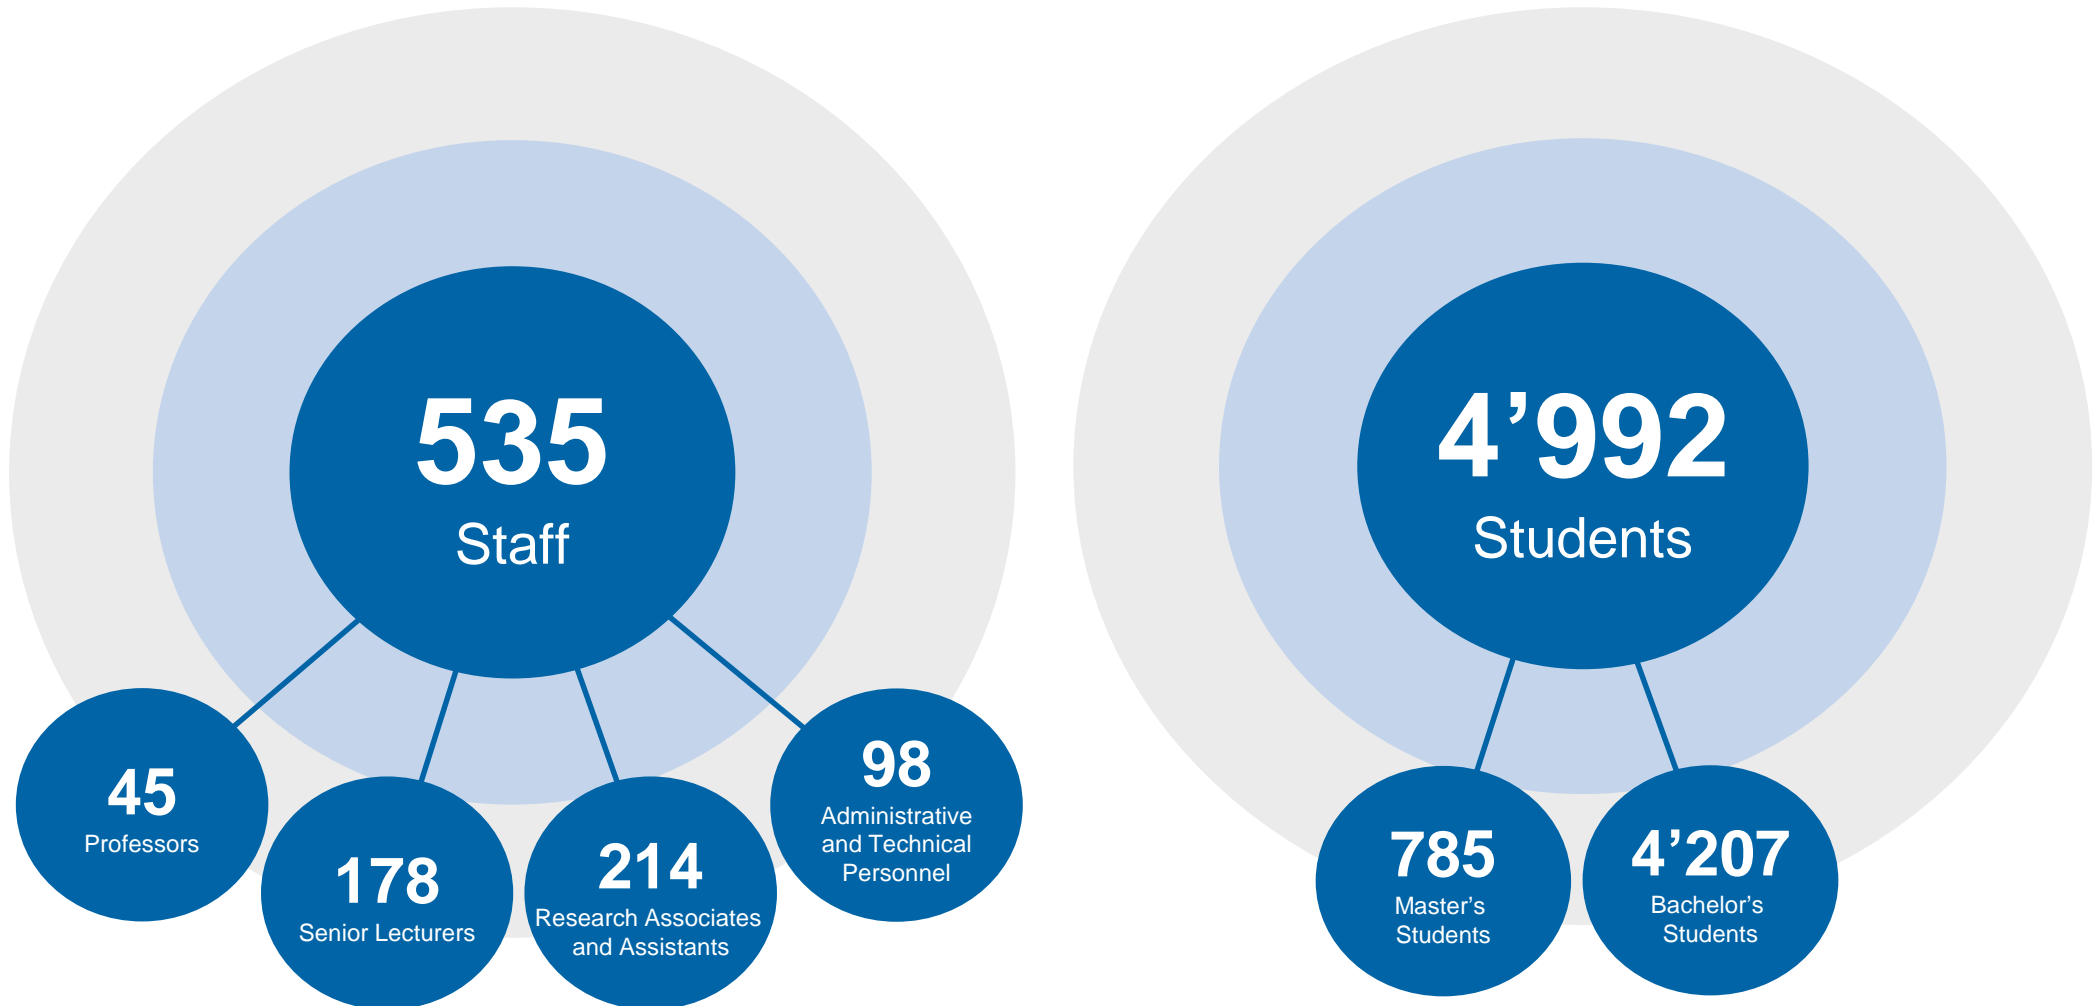 535
Staff
45
Professors
178
Senior Lecturers
214
Research Associates
and Assistants
98
Administrative
and Technical
Personnel
4’992
Students
785
Master’s
Students
4’207
Bachelor’s
Students